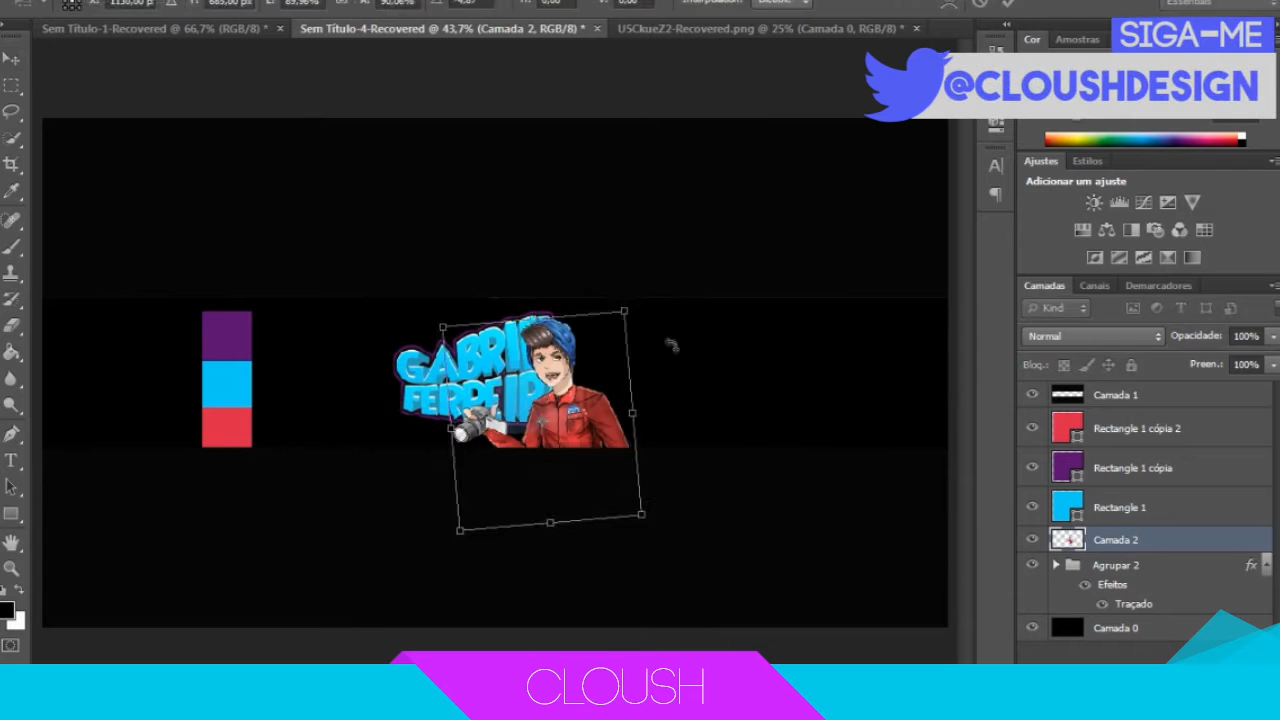 Essenciais
Sem Título-1-Recovered @ 66,7% (RGB/8) *
Sem Título-4-Recovered @ 43,7% (Camada 2, RGB/8) *
USCkueZ2-Recovered.png @ 25% (Camada 0, RGB/8) *
SIGA-ME
@CLOUSHDESIGN
Cor
Amostras
Ajustes
Estilos
Adicionar um ajuste
Camadas
Canais
Demarcadores
Kind
Normal
Opacidade: 100%
Bloq.:
Preen.: 100%
Camada 1
Rectangle 1 cópia 2
Rectangle 1 cópia
Rectangle 1
Camada 2
Agrupar 2
fx
Efeitos
Traçado
Camada 0
CLOUSH